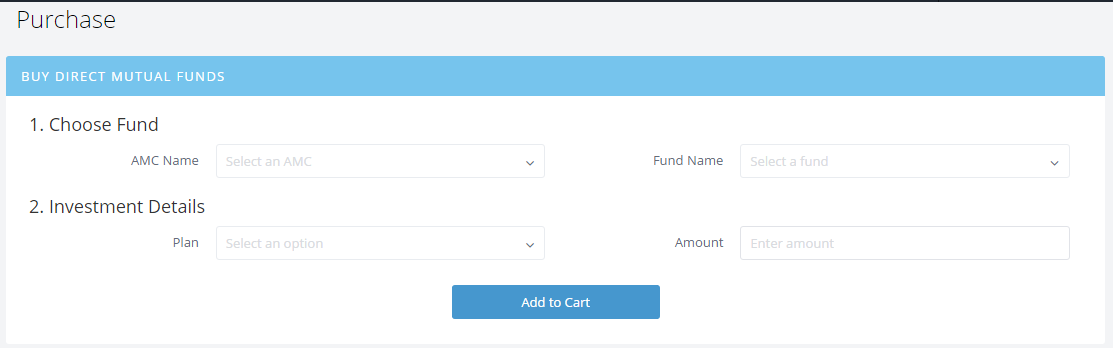 Purchase
BUY DIRECT MUTUAL FUNDS
1. Choose Fund
AMC Name Select an AMC Fund Name Select a fund
2. Investment Details
Plan Select an option Amount Enter amount
Add to Cart